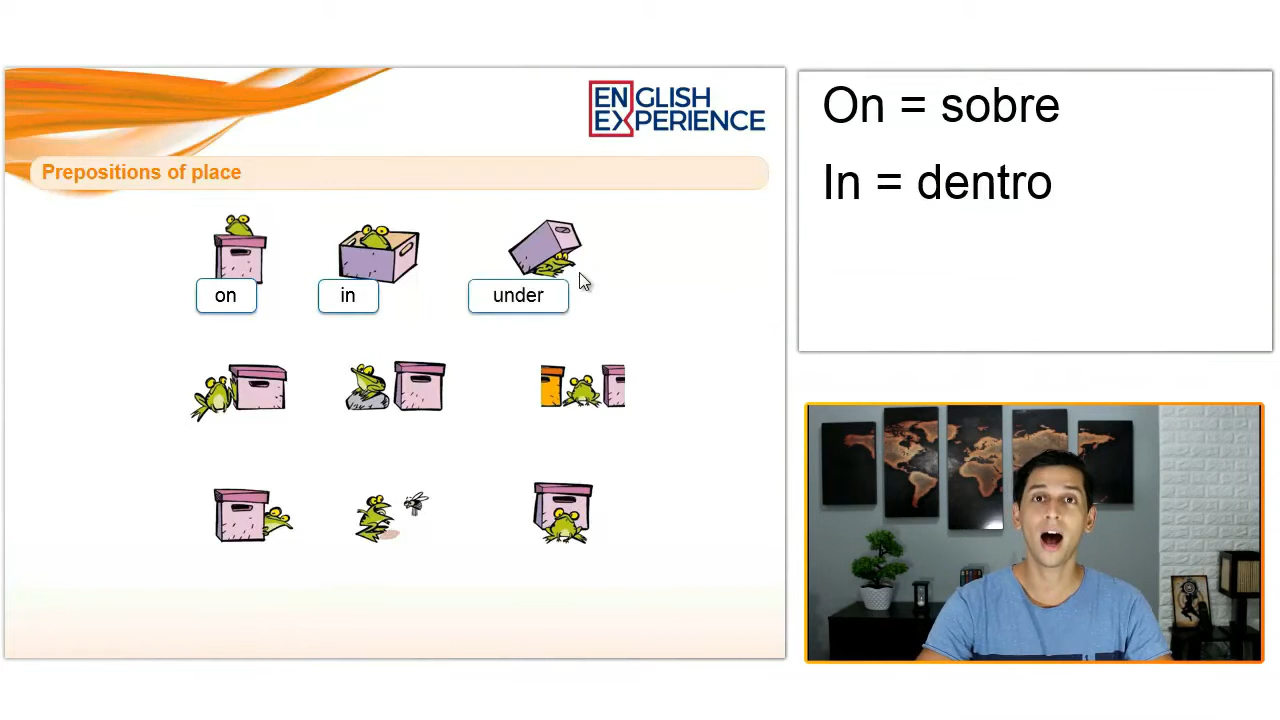 ENGLISH
EXPERIENCE
Prepositions of place
on
in
under
On = sobre
In = dentro